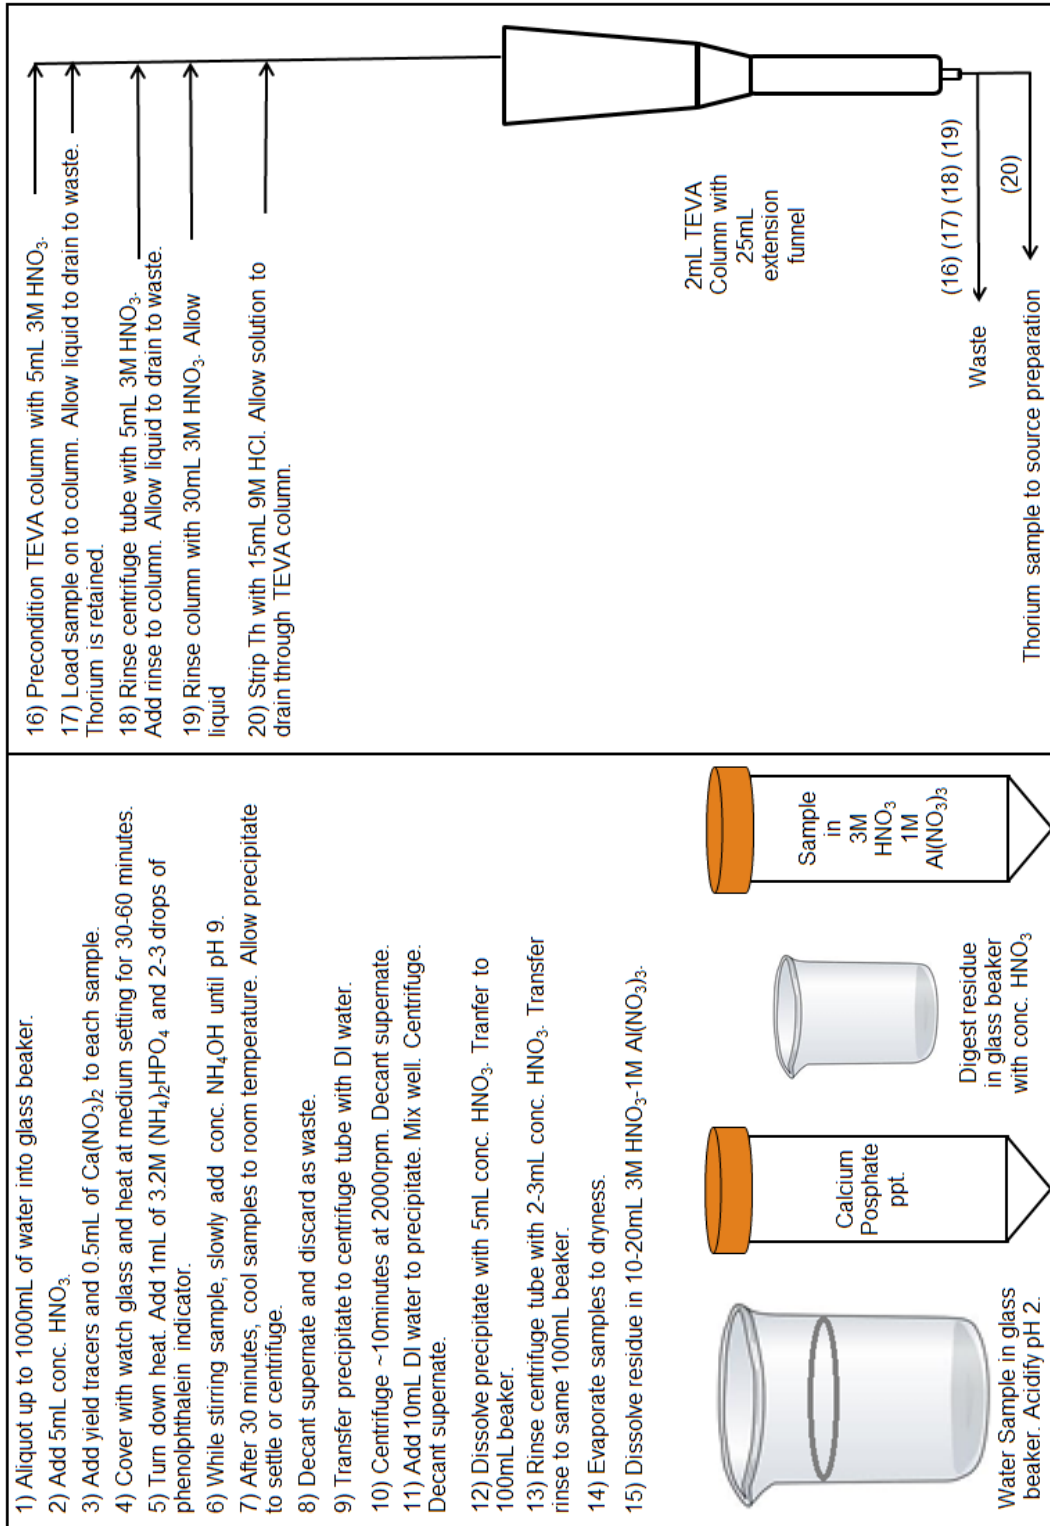 1) Aliquot up to 1000mL of water into glass beaker.
2) Add 5mL conc. HNO₃.
3) Add yield tracers and 0.5mL of Ca(NO₃)₂ to each sample.
4) Cover with watch glass and heat at medium setting for 30-60 minutes.
5) Turn down heat. Add 1mL of 3.2M (NH₄)₂HPO₄ and 2-3 drops of
phenolphthalein indicator.
6) While stirring sample, slowly add conc. NH₄OH until pH 9.
7) After 30 minutes, cool samples to room temperature. Allow precipitate
to settle or centrifuge.
8) Decant supernate and discard as waste.
9) Transfer precipitate to centrifuge tube with DI water.
10) Centrifuge ~10minutes at 2000rpm. Decant supernate.
11) Add 10mL DI water to precipitate. Mix well. Centrifuge.
Decant supernate.
12) Dissolve precipitate with 5mL conc. HNO₃. Tranfer to
100mL beaker.
13) Rinse centrifuge tube with 2-3mL conc. HNO₃. Transfer
rinse to same 100mL beaker.
14) Evaporate samples to dryness.
15) Dissolve residue in 10-20mL 3M HNO₃-1M Al(NO₃)₃.
Water Sample in glass
beaker. Acidify pH 2.
Calcium
Posphate
ppt.
Digest residue
in glass beaker
with conc. HNO₃
Sample
in
3M
HNO₃
1M
Al(NO₃)₃
16) Precondition TEVA column with 5mL 3M HNO₃.
17) Load sample on to column. Allow liquid to drain to waste.
Thorium is retained.
18) Rinse centrifuge tube with 5mL 3M HNO₃.
Add rinse to column. Allow liquid to drain to waste.
19) Rinse column with 30mL 3M HNO₃. Allow
liquid
20) Strip Th with 15mL 9M HCl. Allow solution to
drain through TEVA column.
2mL TEVA
Column with
25mL
extension
funnel
(16) (17) (18) (19)
Waste
(20)
Thorium sample to source preparation